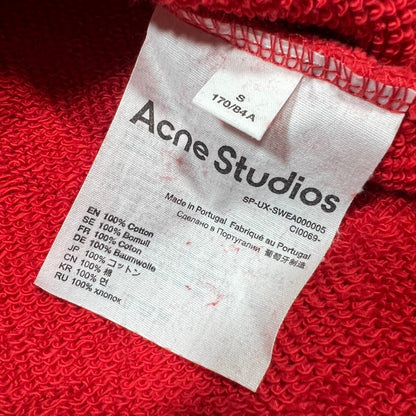 S
170/84A
Acne Studios
SP-UX-SWEA000005
CI0069-
Made in Portugal Fabriqué au Portugal
Сделано в Португалии 葡萄牙制造
EN 100% Cotton
SE 100% Bomull
FR 100% Coton
DE 100% Baumwolle
JP 100% コットン
CN 100% 棉
KR 100% 면
RU 100% хлопок